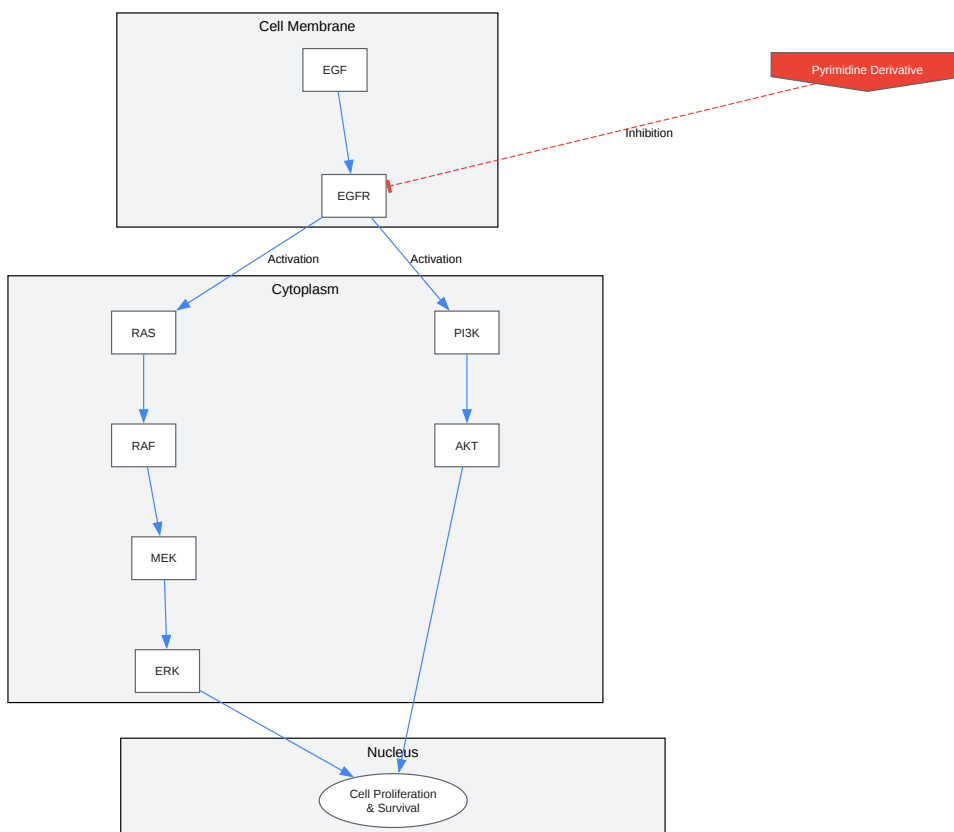 Cell Membrane
EGF
Pyrimidine Derivative
Inhibition
EGFR
Activation
Activation
Cytoplasm
RAS
PI3K
RAF
AKT
MEK
ERK
Nucleus
Cell Proliferation
& Survival